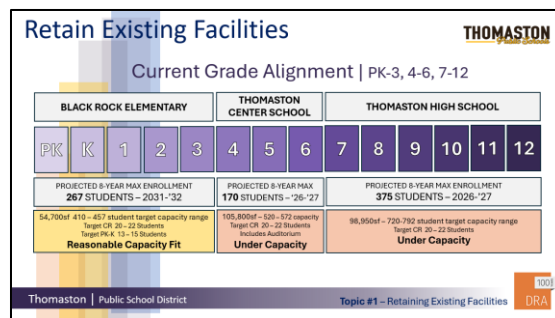 Retain Existing Facilities
THOMASTON
Public Schools
Current Grade Alignment | PK-3, 4-6, 7-12
BLACK ROCK ELEMENTARY
THOMASTON
CENTER SCHOOL
THOMASTON HIGH SCHOOL
PK K 1 2 3 4 5 6 7 8 9 10 11 12
PROJECTED 8-YEAR MAX ENROLLMENT
267 STUDENTS – 2031-'32
PROJECTED 8-YEAR MAX
170 STUDENTS – '26-'27
PROJECTED 8-YEAR MAX ENROLLMENT
375 STUDENTS – 2026-'27
54,700sf 410 – 457 student target capacity range
Target CR 20 – 22 Students
Target PK-K 13 – 15 Students
Reasonable Capacity Fit
105,800sf – 520 – 572 capacity
Target CR 20 – 22 Students
Includes Auditorium
Under Capacity
98,950sf – 720-792 student target capacity range
Target CR 20 – 22 Students
Under Capacity
Thomaston | Public School District
Topic #1 – Retaining Existing Facilities
100
DRA